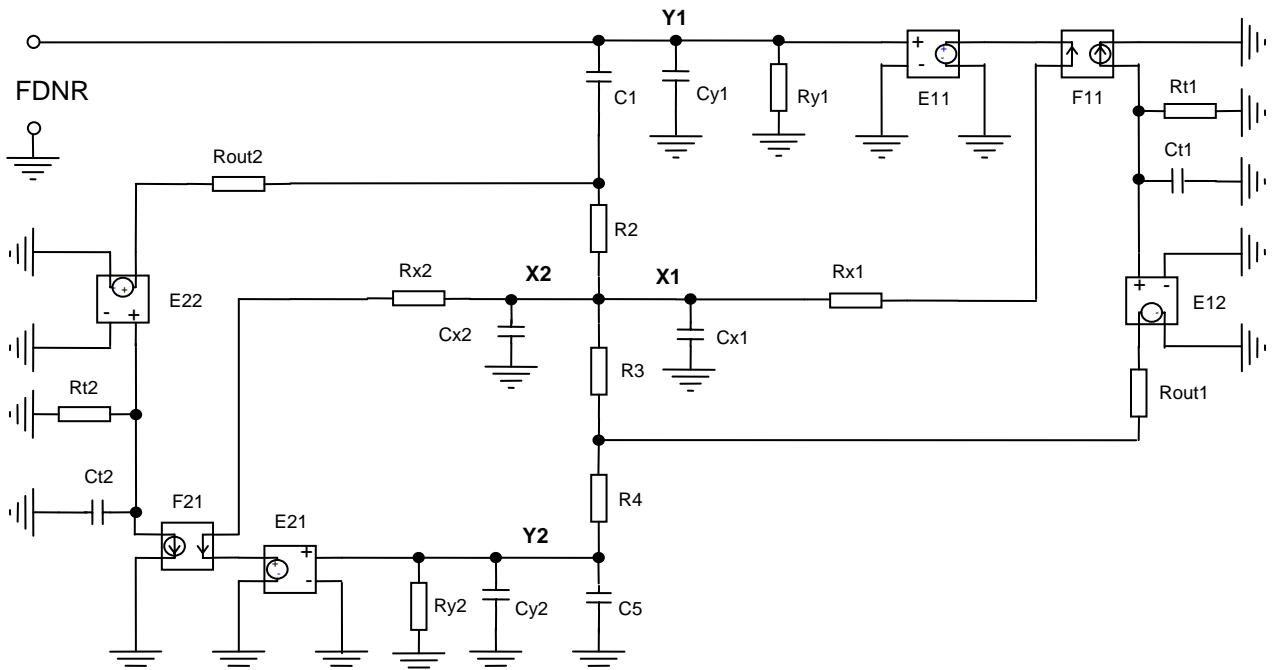 Y1
FDNR
C1
Cy1
Ry1
+
-
+
-
E11
F11
Rt1
Ct1
Rout2
R2
Rx2
X2
X1
Rx1
-
+
-
+
E22
Cx2
Cx1
+
-
-
E12
R3
Rout1
Rt2
Ct2
F21
E21
R4
Y2
+
-
+
-
Ry2
Cy2
C5